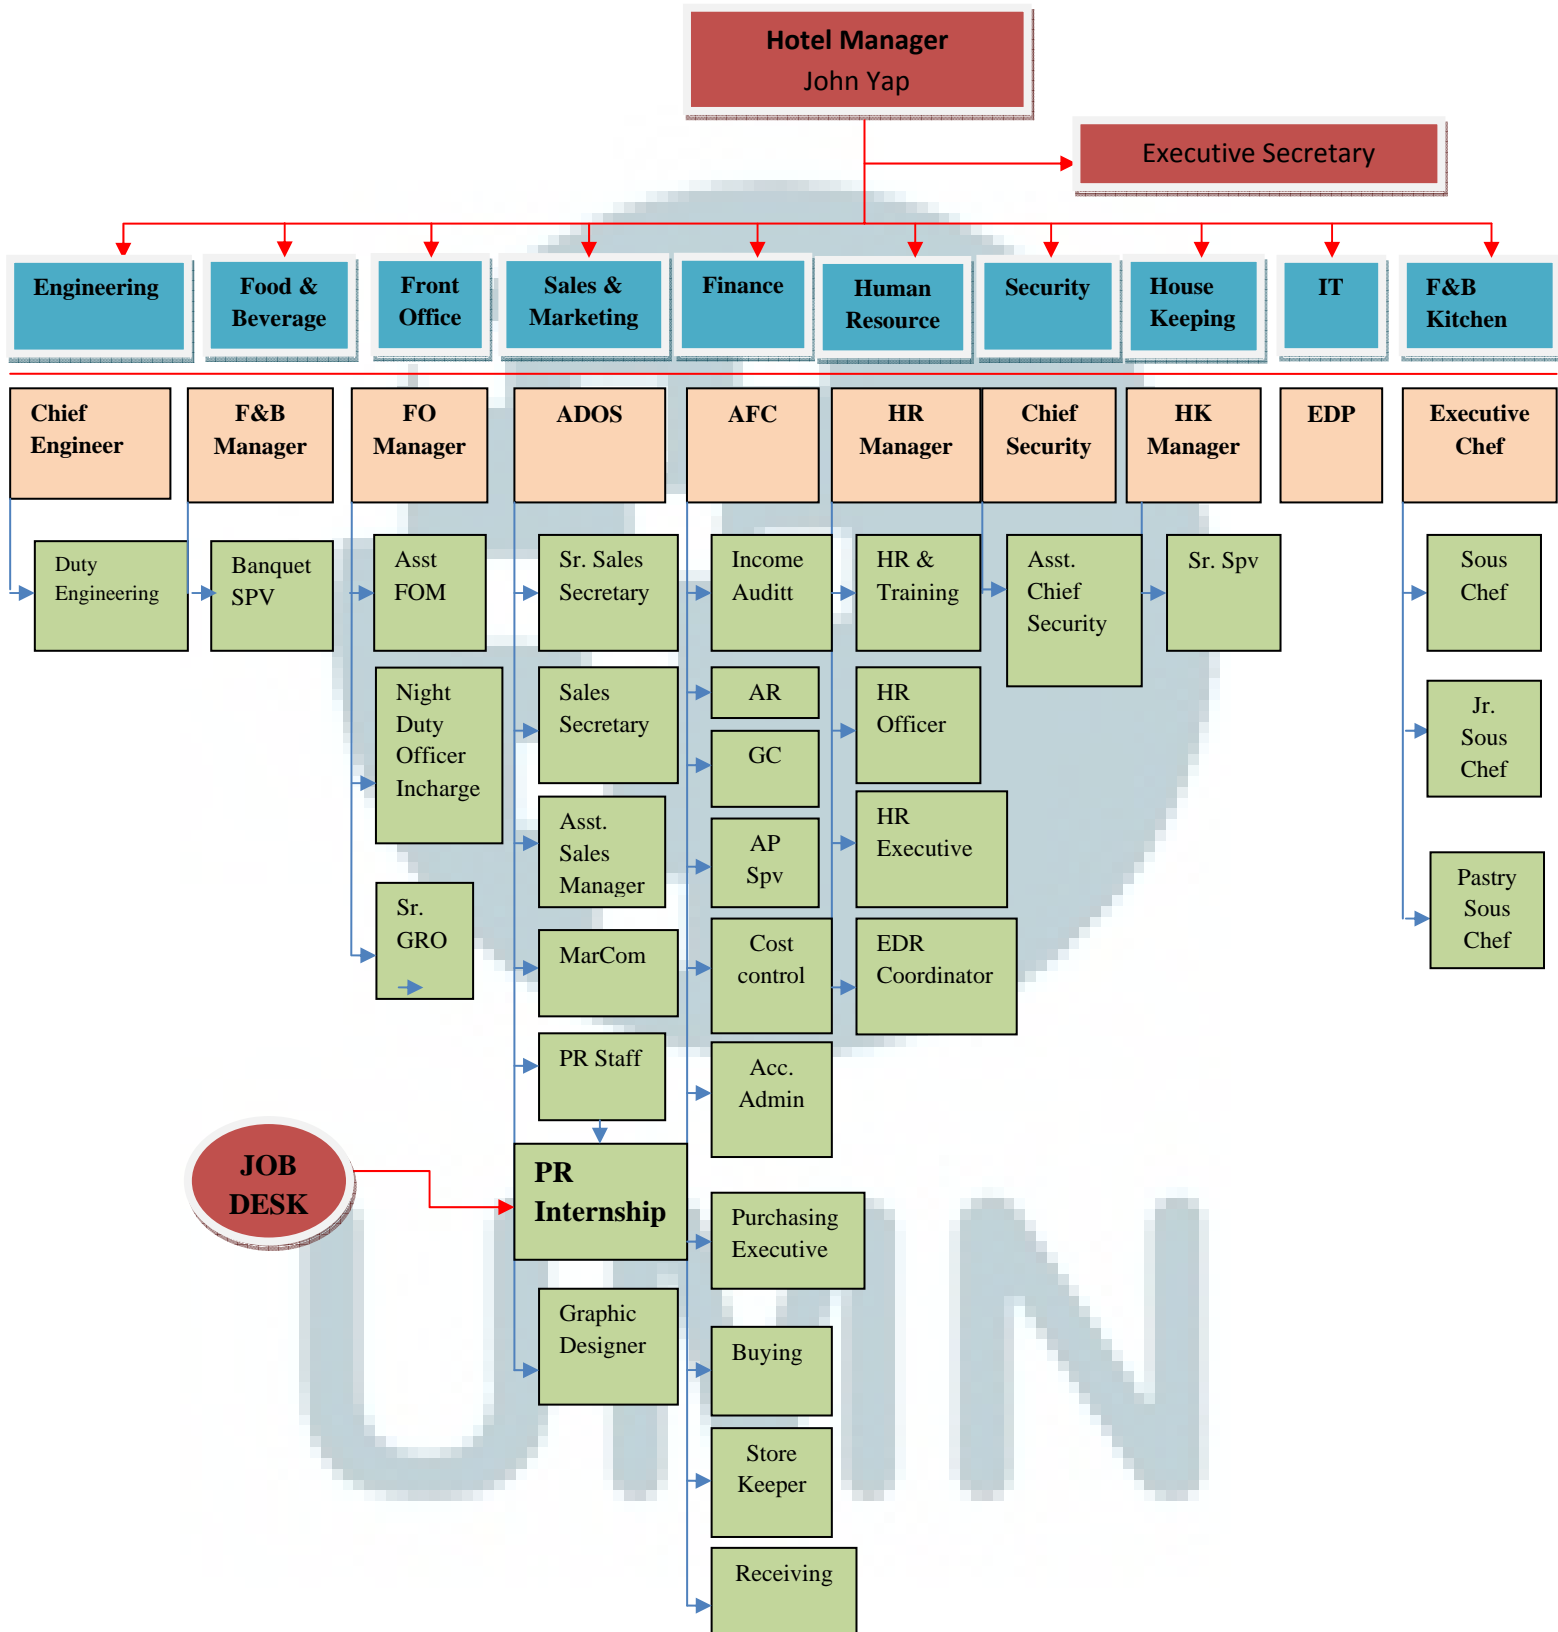 Hotel Manager
John Yap
Executive Secretary
Engineering
Food &
Beverage
Front
Office
Sales &
Marketing
Finance
Human
Resource
Security
House
Keeping
IT
F&B
Kitchen
Chief
Engineer
F&B
Manager
FO
Manager
ADOS
AFC
HR
Manager
Chief
Security
HK
Manager
EDP
Executive
Chef
Duty
Engineering
Banquet
SPV
Asst
FOM
Night
Duty
Officer
Incharge
Sr.
GRO
Sr. Sales
Secretary
Sales
Secretary
Asst.
Sales
Manager
MarCom
PR Staff
PR
Internship
Graphic
Designer
Income
Auditt
AR
GC
AP
Spv
Cost
control
Acc.
Admin
Purchasing
Executive
Buying
Store
Keeper
Receiving
HR &
Training
HR
Officer
HR
Executive
EDR
Coordinator
Asst.
Chief
Security
Sr. Spv
Sous
Chef
Jr.
Sous
Chef
Pastry
Sous
Chef
JOB
DESK
UMN